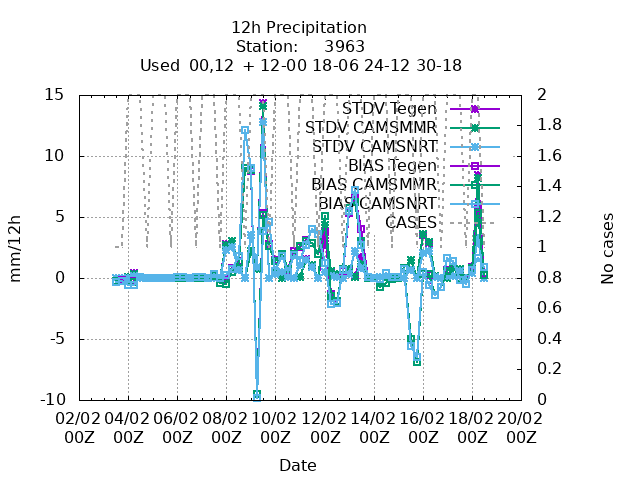 12h Precipitation
Station:     3963
Used  00,12  + 12-00 18-06 24-12 30-18
15
10
5
0
-5
-10
mm/12h
2
1.8
1.6
1.4
1.2
1
0.8
0.6
0.4
0.2
0
No cases
STDV Tegen
STDV CAMSMMR
STDV CAMSNRT
BIAS Tegen
BIAS CAMSMMR
BIAS CAMSNRT
CASES
02/02 04/02 06/02 08/02 10/02 12/02 14/02 16/02 18/02 20/02
00Z 00Z 00Z 00Z 00Z 00Z 00Z 00Z 00Z 00Z
Date